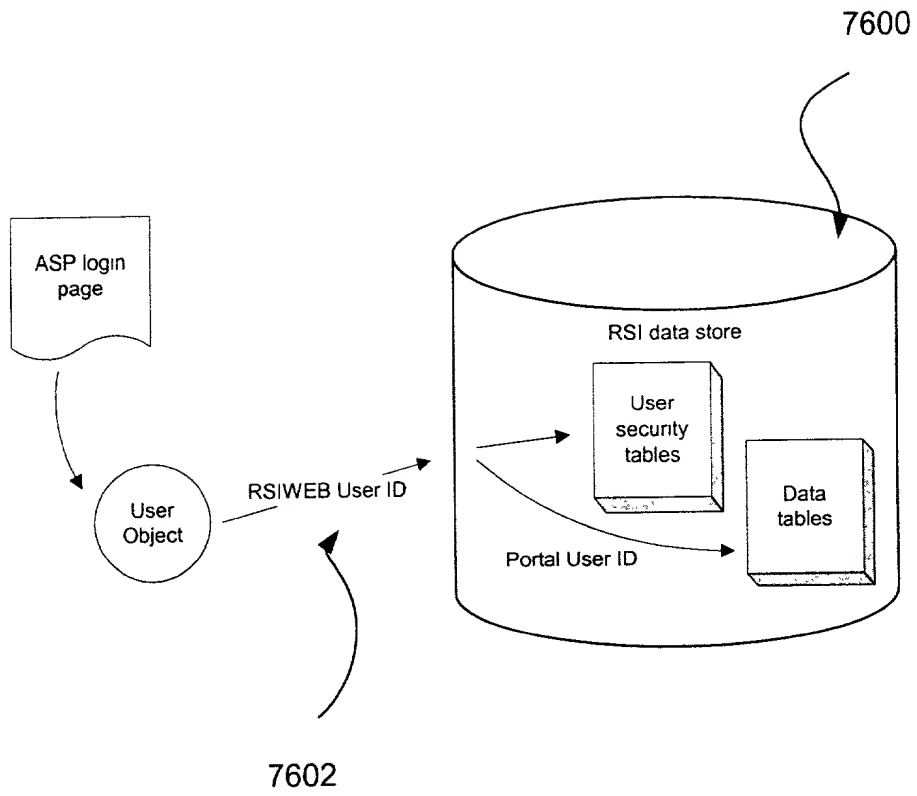 7600
ASP login
page
RSI data store
User
security
tables
Data
tables
RSIWEB User ID
User
Object
Portal User ID
7602